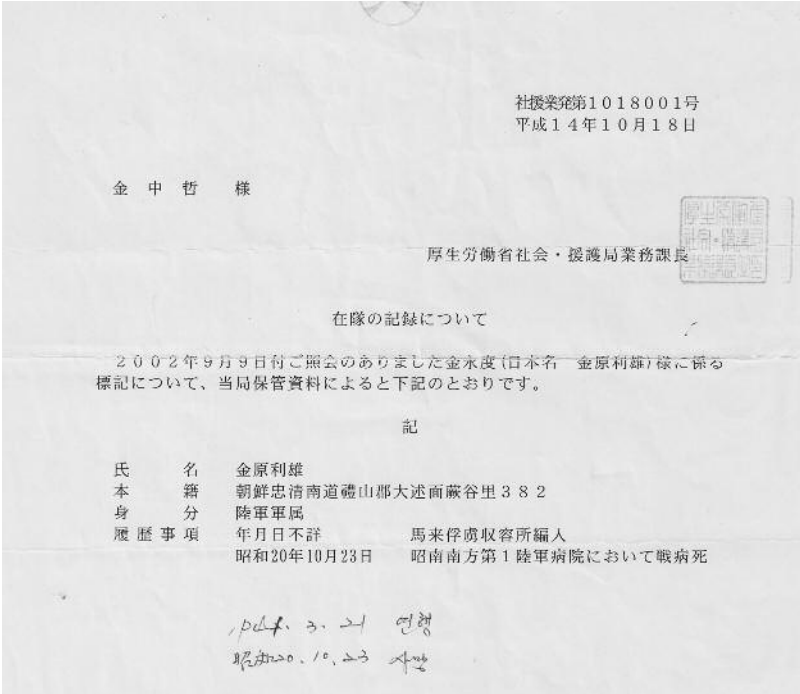 社援業発第1018001号
平成14年10月18日
金 中 哲 様
厚生労働省社会・援護局業務課長
在隊の記録について
2002年9月9日付ご照会のありました金永度(日本名 金原利雄)様に係る
標記について、当局保管資料によると下記のとおりです。
記
氏 名 金原利雄
本 籍 朝鮮忠清南道禮山郡大述面蕨谷里382
身 分 陸軍軍属
履歴事項 年月日不詳 馬来俘虜収容所編入
昭和20年10月23日 昭南南方第1陸軍病院において戦病死
3. 21 연행
昭和20. 10. 23 사망